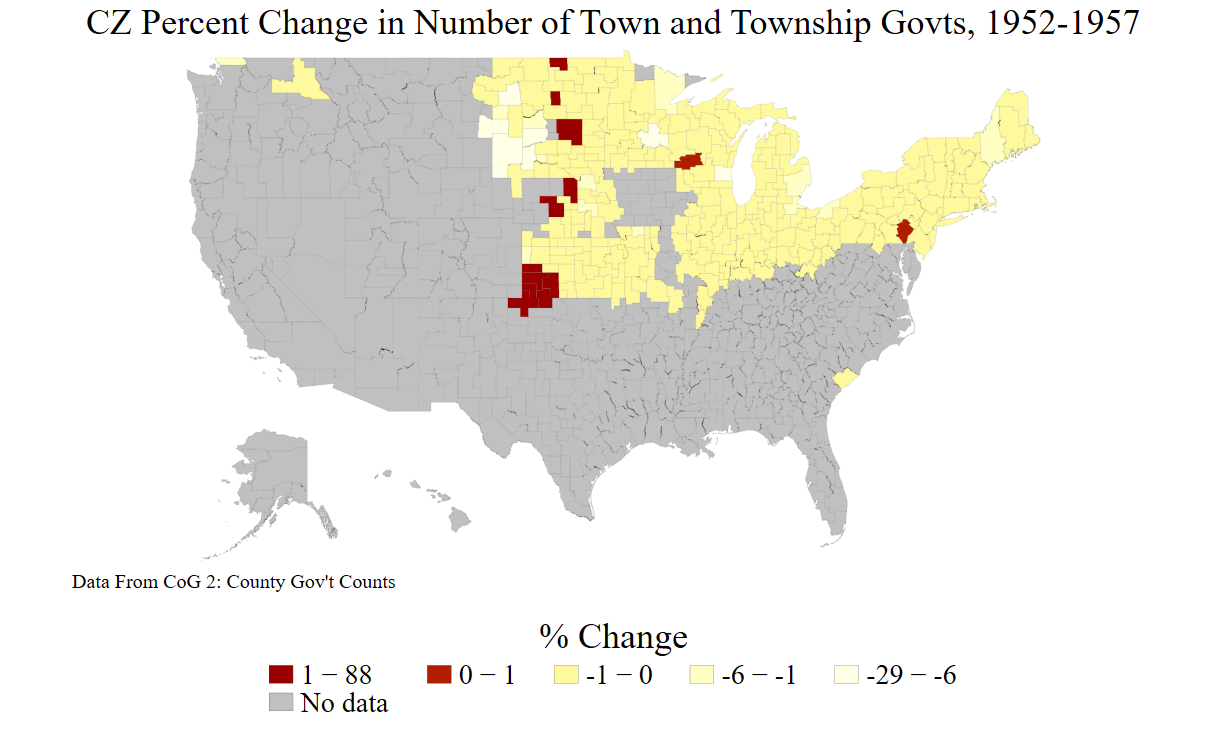 CZ Percent Change in Number of Town and Township Govts, 1952-1957
Data From CoG 2: County Gov't Counts
% Change
1 − 88
0 − 1
-1 − 0
-6 − -1
-29 − -6
No data